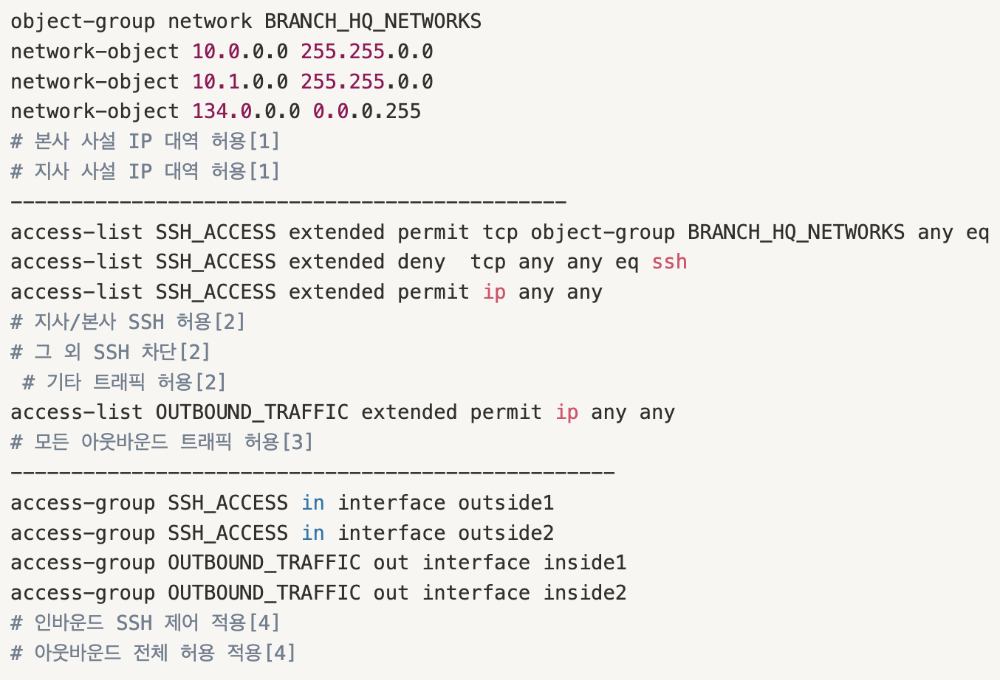 object-group network BRANCH_HQ_NETWORKS
network-object 10.0.0.0 255.255.0.0
network-object 10.1.0.0 255.255.0.0
network-object 134.0.0.0 0.0.0.255
# 본사 사설 IP 대역 허용[1]
# 지사 사설 IP 대역 허용[1]
----------------------------------------------
access-list SSH_ACCESS extended permit tcp object-group BRANCH_HQ_NETWORKS any eq
access-list SSH_ACCESS extended deny  tcp any any eq ssh
access-list SSH_ACCESS extended permit ip any any
# 지사/본사 SSH 허용[2]
# 그 외 SSH 차단[2]
 # 기타 트래픽 허용[2]
access-list OUTBOUND_TRAFFIC extended permit ip any any
# 모든 아웃바운드 트래픽 허용[3]
--------------------------------------------------
access-group SSH_ACCESS in interface outside1
access-group SSH_ACCESS in interface outside2
access-group OUTBOUND_TRAFFIC out interface inside1
access-group OUTBOUND_TRAFFIC out interface inside2
# 인바운드 SSH 제어 적용[4]
# 아웃바운드 전체 허용 적용[4]